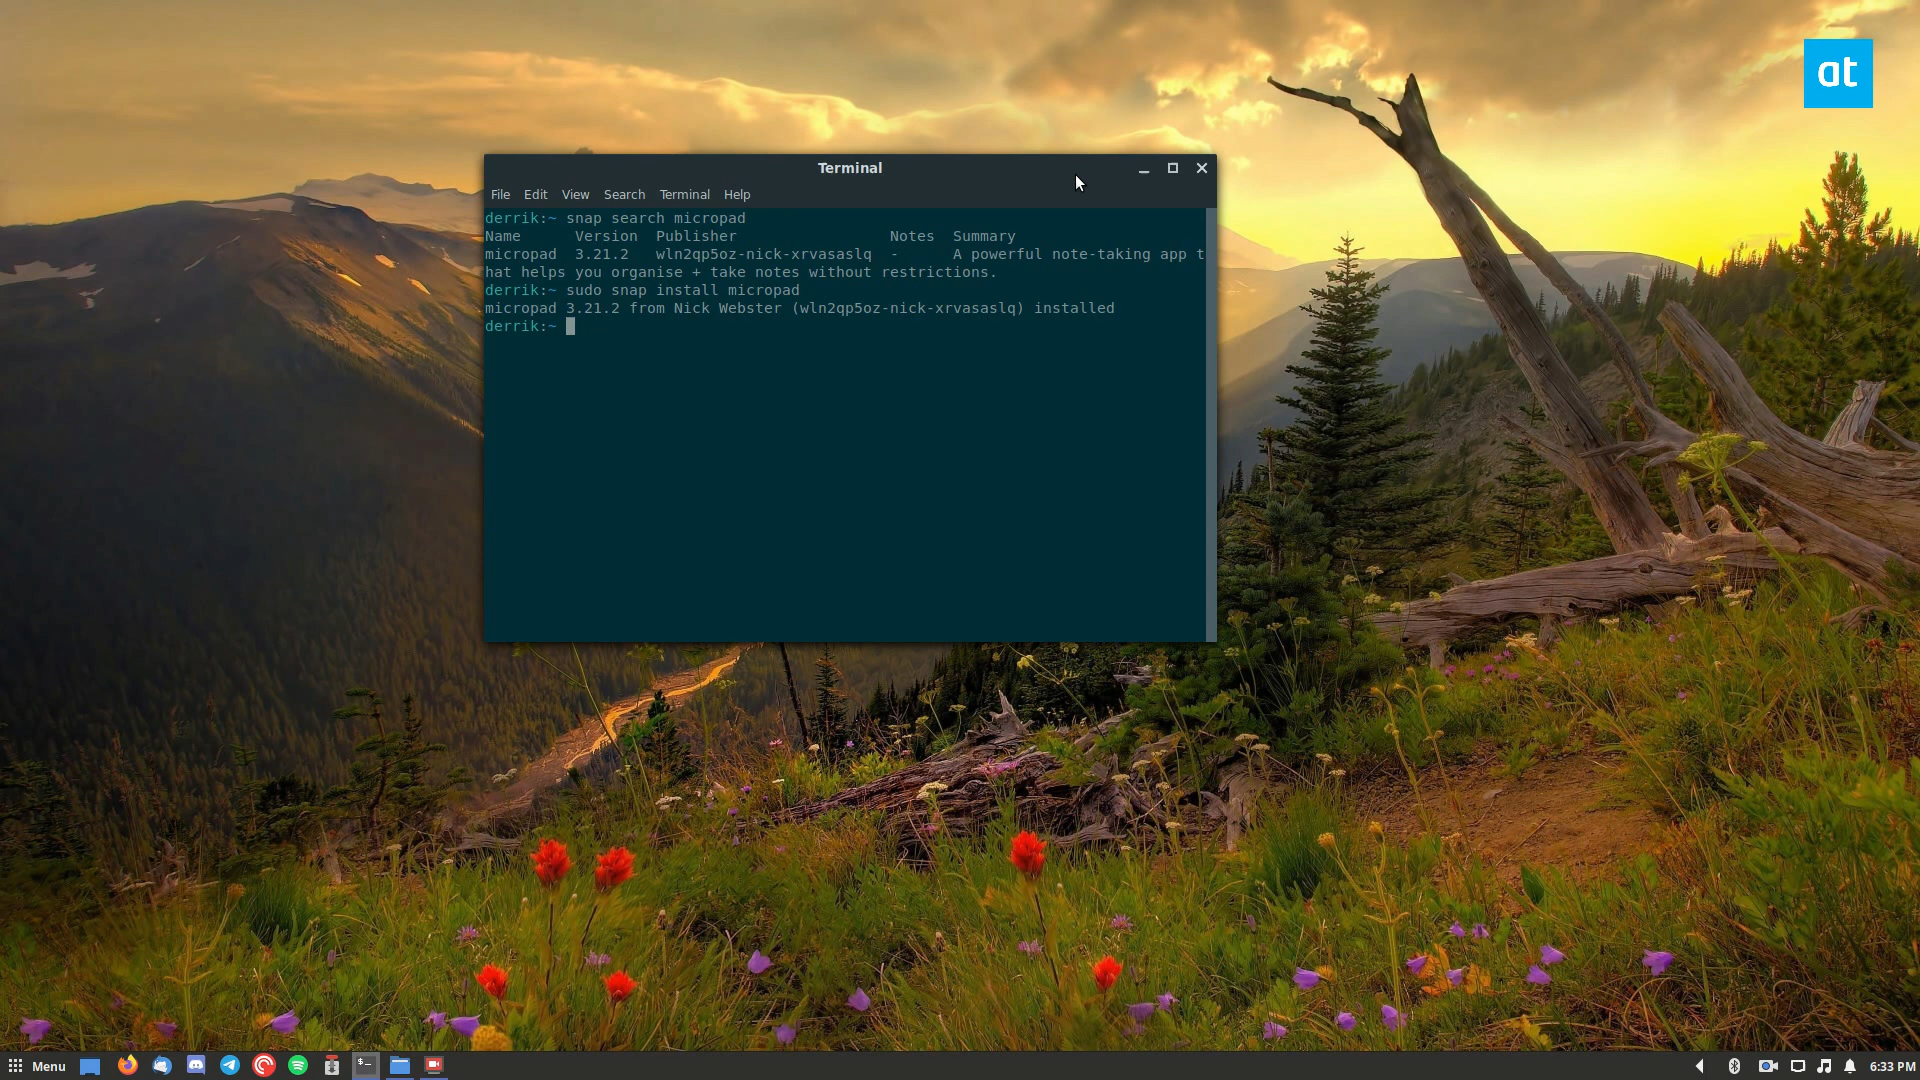 at
Terminal
File Edit View Search Terminal Help
derrik:~ snap search micropad
Name Version Publisher Notes Summary
micropad 3.21.2 wln2qp5oz-nick-xrvasaslq - A powerful note-taking app t
hat helps you organise + take notes without restrictions.
derrik:~ sudo snap install micropad
micropad 3.21.2 from Nick Webster (wln2qp5oz-nick-xrvasaslq) installed
derrik:~
Menu $- 6:33 PM